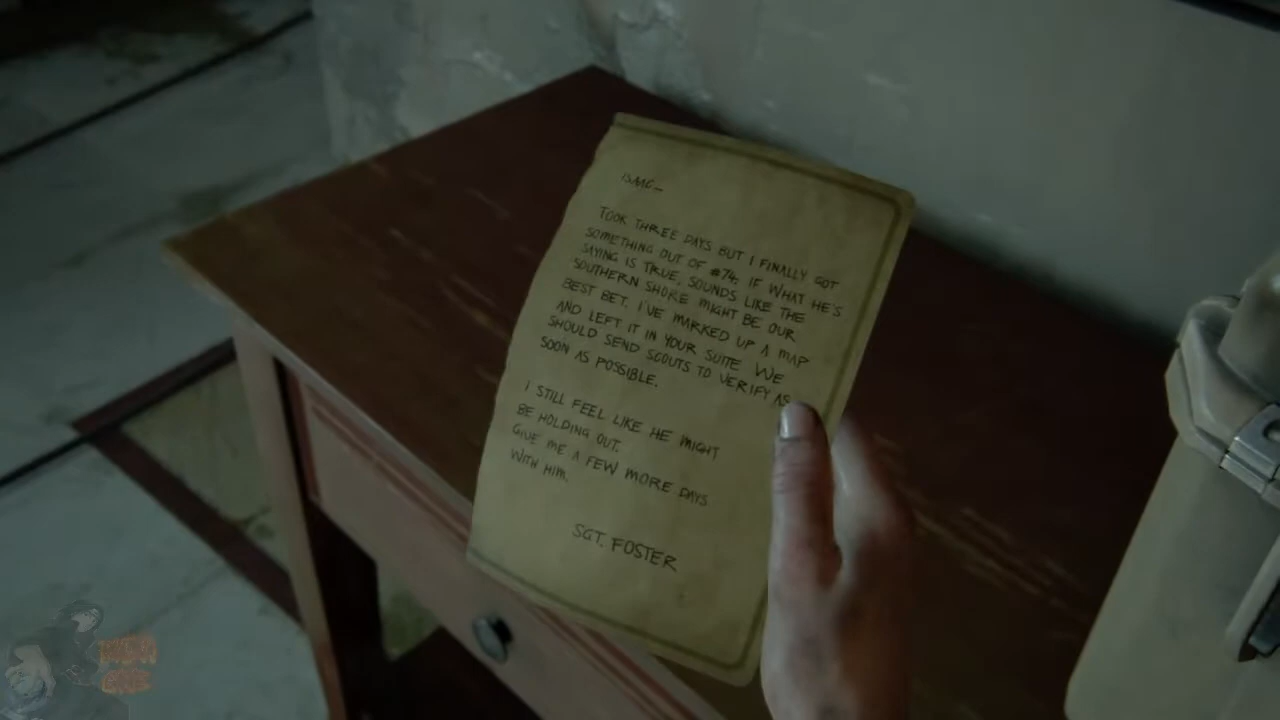 ISAAC—
TOOK THREE DAYS BUT I FINALLY GOT
SOMETHING OUT OF #74. IF WHAT HE'S
SAYING IS TRUE, SOUNDS LIKE THE
SOUTHERN SHORE MIGHT BE OUR
BEST BET. I'VE MARKED UP A MAP
AND LEFT IT IN YOUR SUITE. WE
SHOULD SEND SCOUTS TO VERIFY AS
SOON AS POSSIBLE.
I STILL FEEL LIKE HE MIGHT
BE HOLDING OUT.
GIVE ME A FEW MORE DAYS
WITH HIM.
SGT. FOSTER